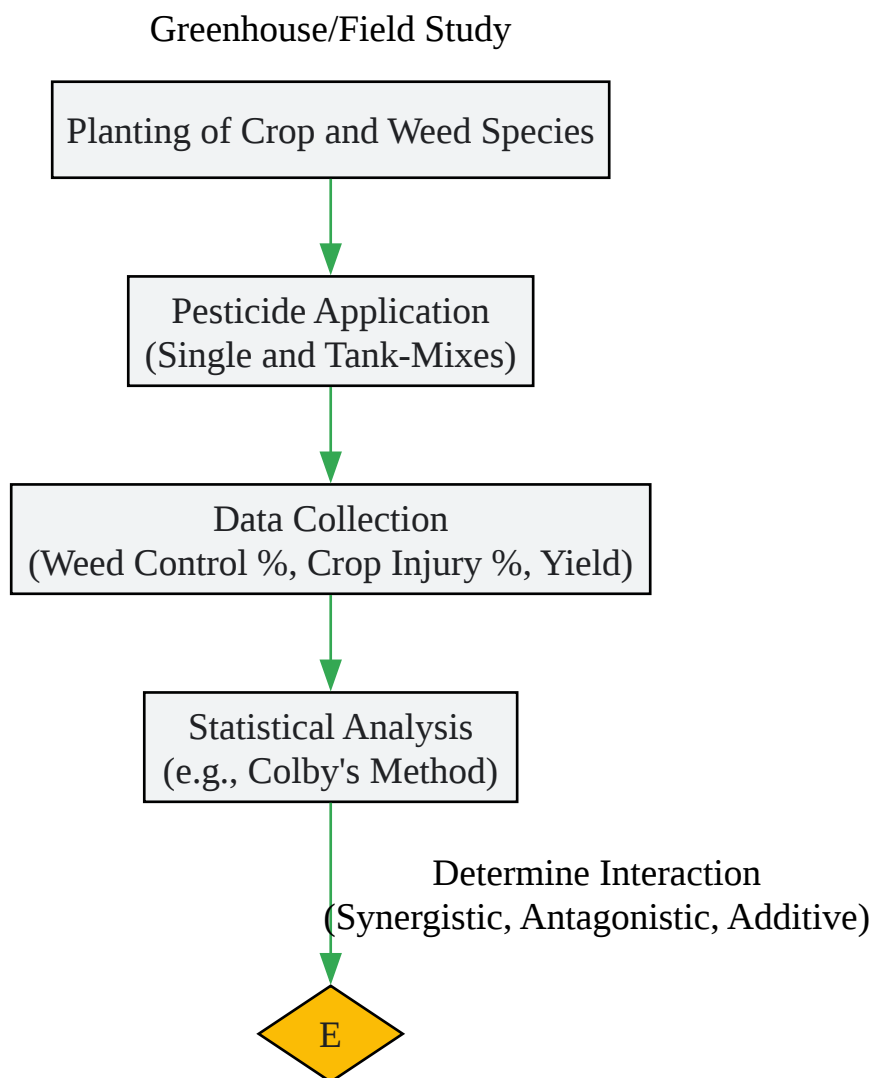 Greenhouse/Field Study
Planting of Crop and Weed Species
Pesticide Application
(Single and Tank-Mixes)
Data Collection
(Weed Control %, Crop Injury %, Yield)
Statistical Analysis
(e.g., Colby's Method)
Determine Interaction
(Synergistic, Antagonistic, Additive)
E